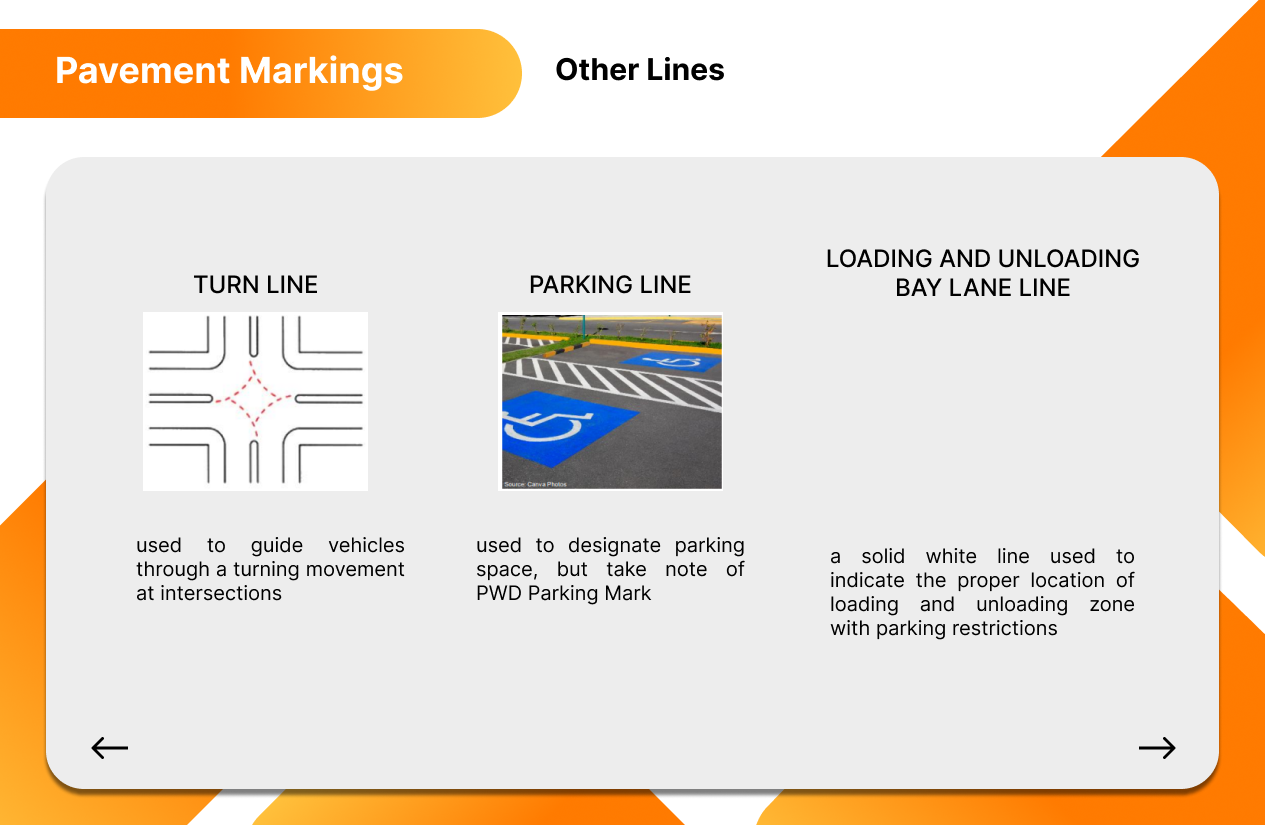 Pavement Markings
Other Lines
TURN LINE
used to guide vehicles
through a turning movement
at intersections
PARKING LINE
Source: Canva Photos
used to designate parking
space, but take note of
PWD Parking Mark
LOADING AND UNLOADING
BAY LANE LINE
a solid white line used to
indicate the proper location of
loading and unloading zone
with parking restrictions